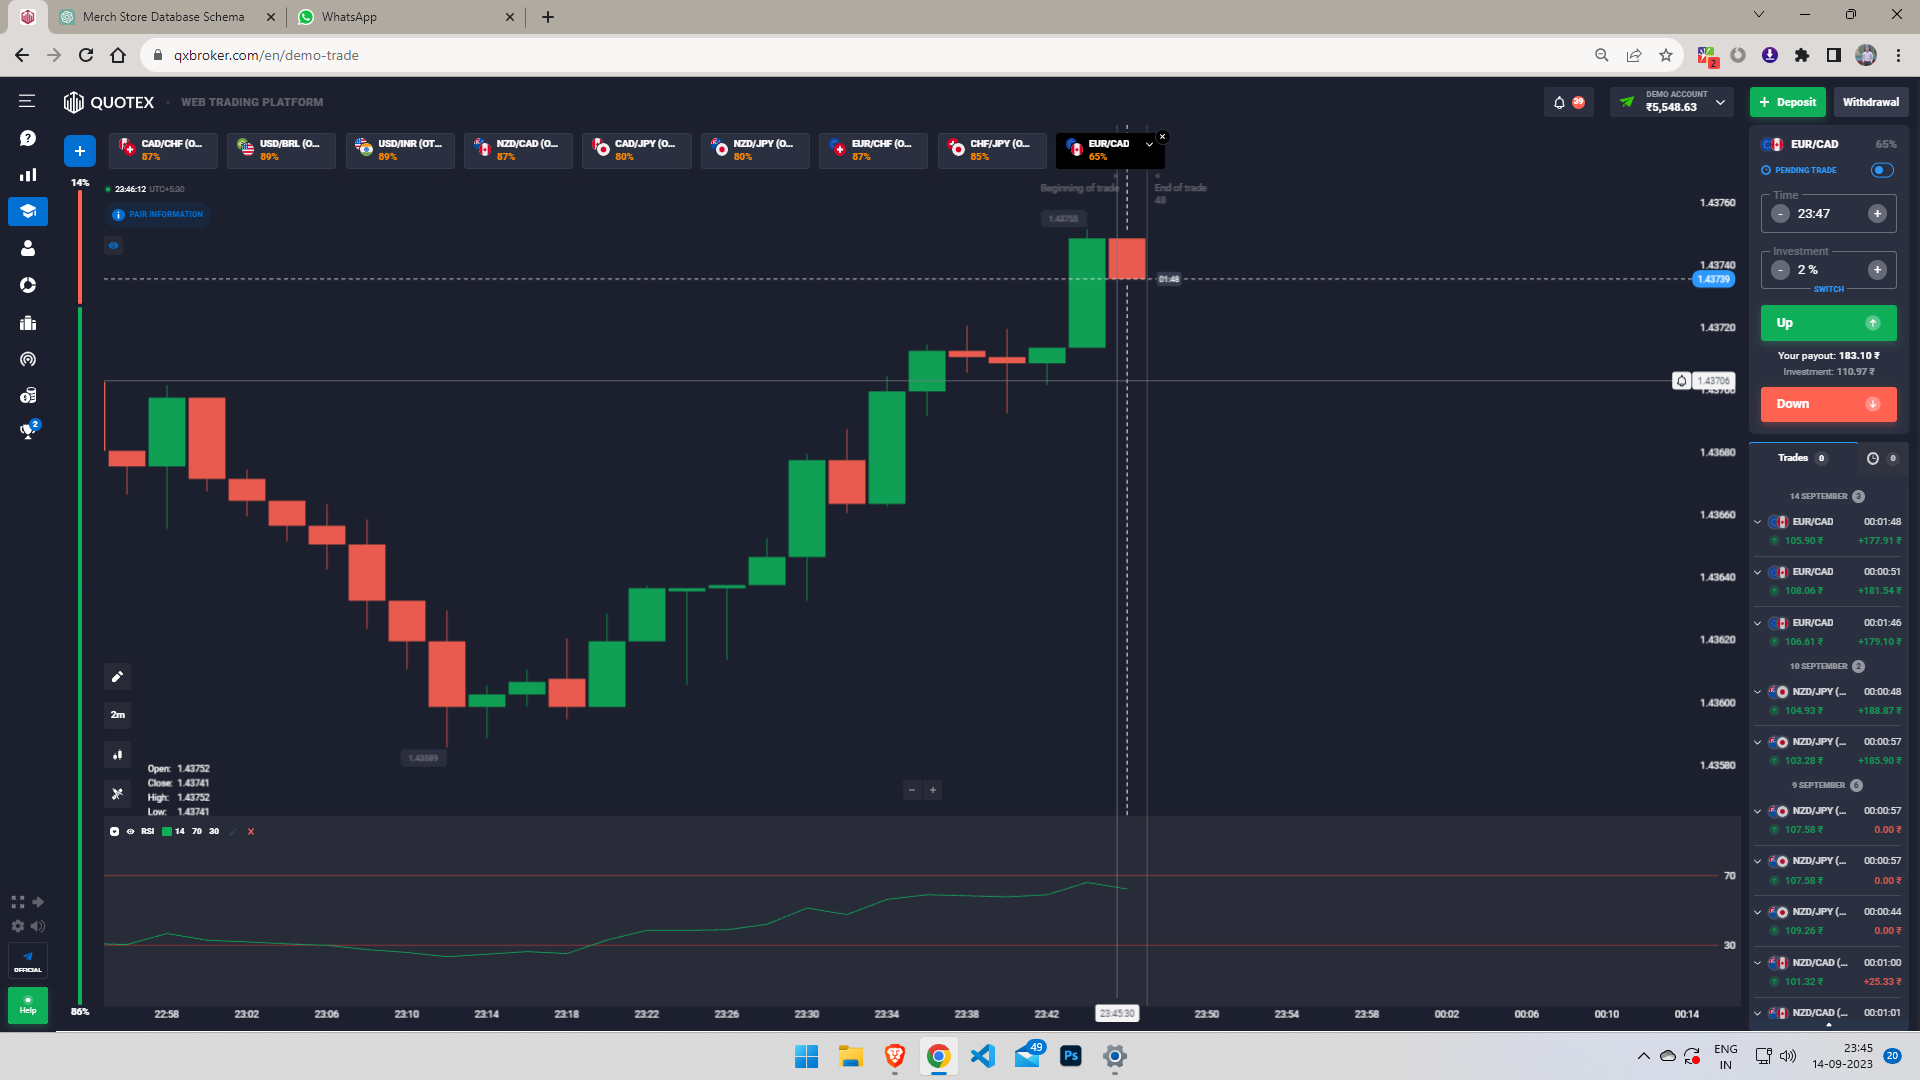 Merch Store Database Schema
WhatsApp
qxbroker.com/en/demo-trade
2
QUOTEX - WEB TRADING PLATFORM
39
DEMO ACCOUNT
₹5,548.63
+ Deposit
Withdrawal
+
CAD/CHF (O...
87%
USD/BRL (O...
89%
USD/INR (OT...
89%
NZD/CAD (O...
87%
CAD/JPY (O...
80%
NZD/JPY (O...
80%
EUR/CHF (O...
87%
CHF/JPY (O...
85%
EUR/CAD
65%
14%
23:46:12 UTC+5:30
PAIR INFORMATION
Beginning of trade
End of trade
48
1.43755
01:48
1.43589
1.43760
1.43740
1.43739
1.43720
1.43706
1.43700
1.43680
1.43660
1.43640
1.43620
1.43600
1.43580
2m
Open: 1.43752
Close: 1.43741
High: 1.43752
Low: 1.43741
- +
RSI 14 70 30
70
30
86%
22:58 23:02 23:06 23:10 23:14 23:18 23:22 23:26 23:30 23:34 23:38 23:42 23:45:30 23:50 23:54 23:58 00:02 00:06 00:10 00:14
2
OFFICIAL
Help
EUR/CAD 65%
PENDING TRADE
Time
- 23:47 +
Investment
- 2 % +
SWITCH
Up
Your payout: 183.10 ₹
Investment: 110.97 ₹
Down
Trades 0
0
14 SEPTEMBER 3
EUR/CAD 00:01:48
105.90 ₹ +177.91 ₹
EUR/CAD 00:00:51
108.06 ₹ +181.54 ₹
EUR/CAD 00:01:46
106.61 ₹ +179.10 ₹
10 SEPTEMBER 2
NZD/JPY (... 00:00:48
104.93 ₹ +188.87 ₹
NZD/JPY (... 00:00:57
103.28 ₹ +185.90 ₹
9 SEPTEMBER 6
NZD/JPY (... 00:00:57
107.58 ₹ 0.00 ₹
NZD/JPY (... 00:00:57
107.58 ₹ 0.00 ₹
NZD/JPY (... 00:00:44
109.26 ₹ 0.00 ₹
NZD/CAD (... 00:01:00
101.32 ₹ +25.33 ₹
NZD/CAD (... 00:01:01
49
Ps
ENG
IN
23:45
14-09-2023
20